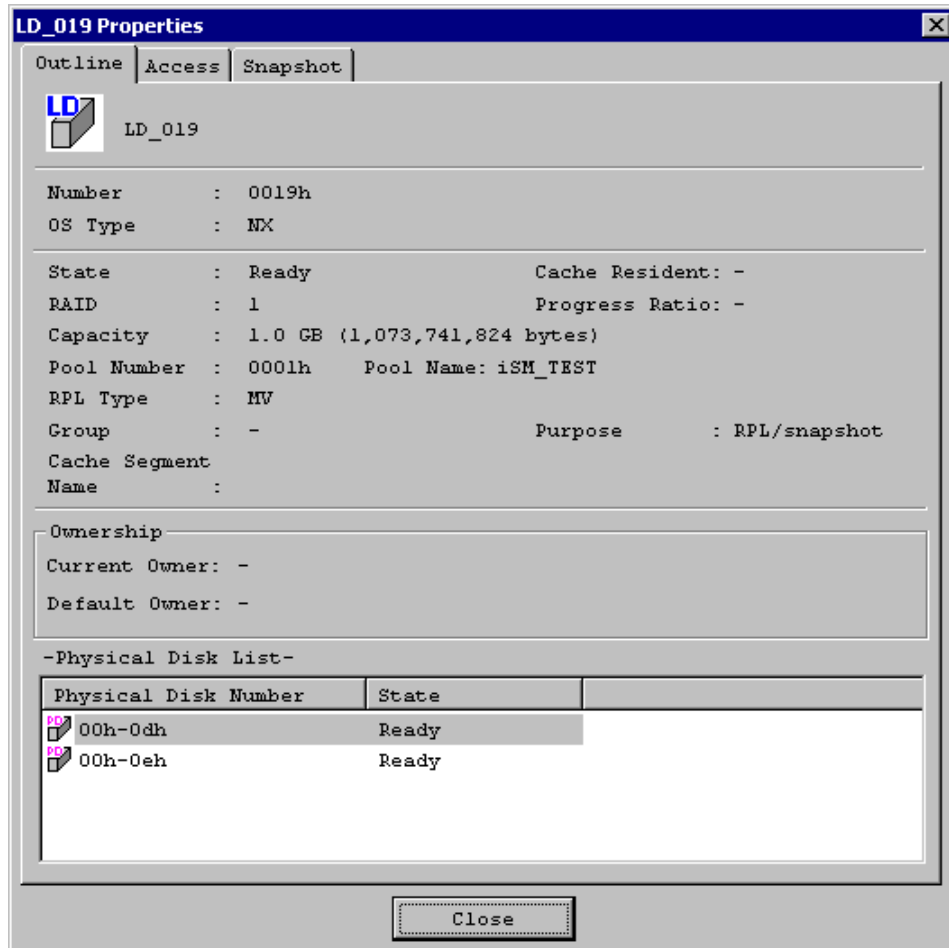 LD_019 Properties
Outline Access Snapshot
LD
LD_019
Number : 0019h
OS Type : NX
State : Ready Cache Resident: -
RAID : 1 Progress Ratio: -
Capacity : 1.0 GB (1,073,741,824 bytes)
Pool Number : 0001h Pool Name: iSM_TEST
RPL Type : MV
Group : - Purpose : RPL/snapshot
Cache Segment
Name :
Ownership
Current Owner: -
Default Owner: -
-Physical Disk List-
Physical Disk Number State
PD 00h-0dh Ready
PD 00h-0eh Ready
Close